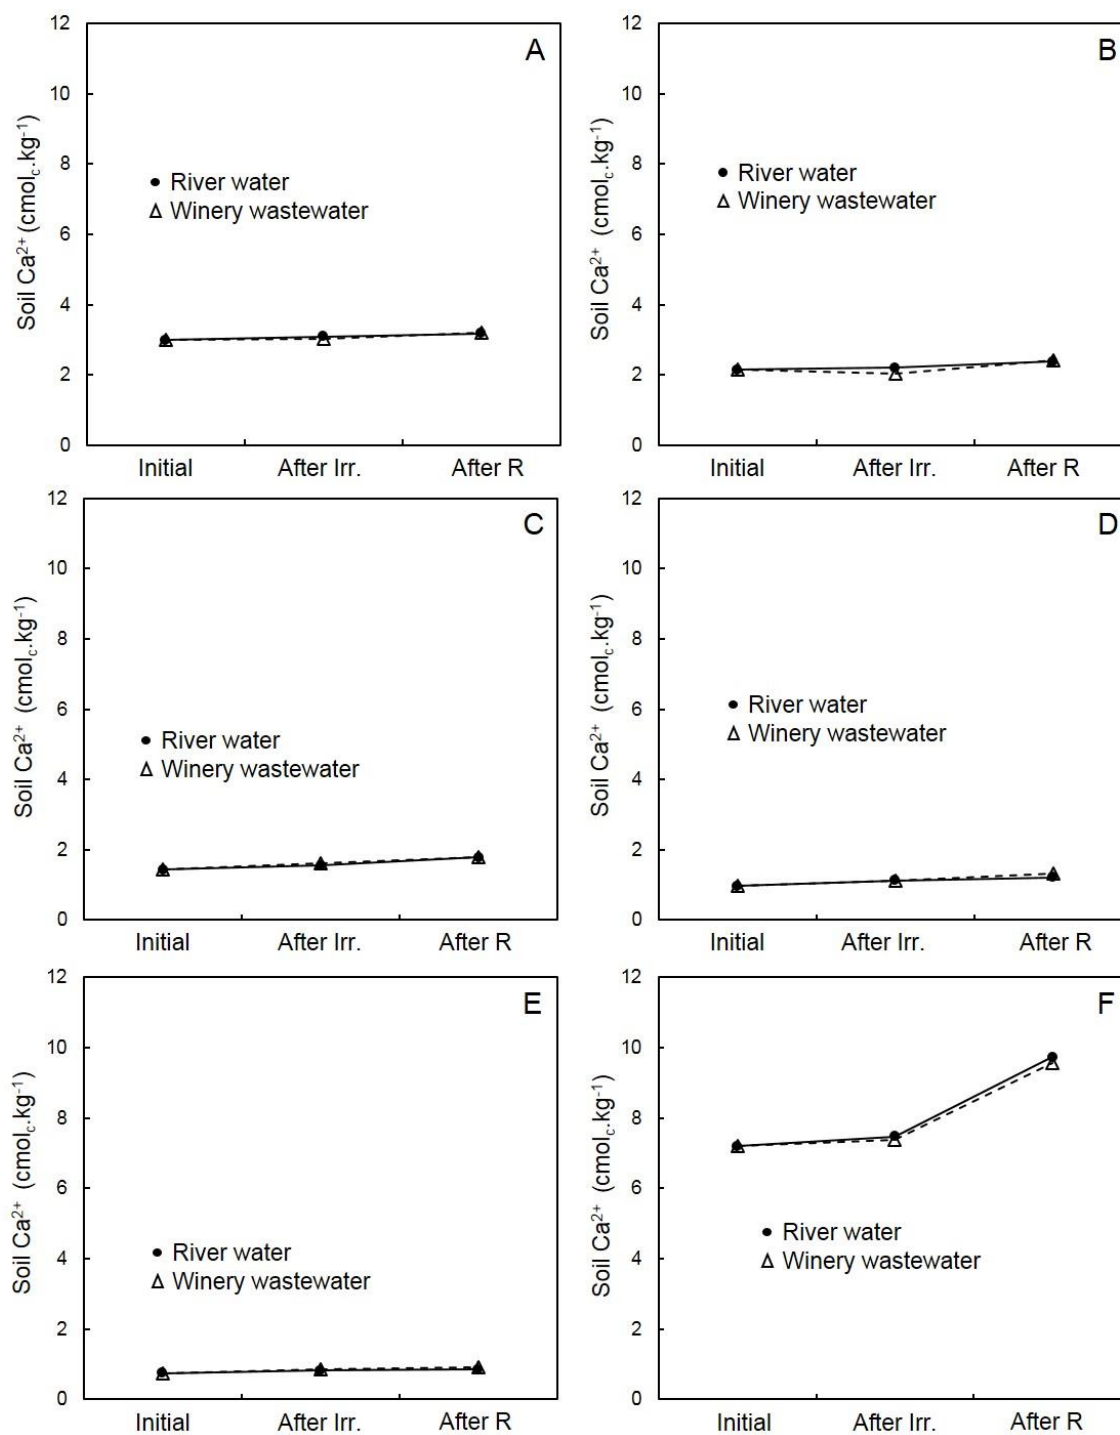 A
12
10
8
6
4
2
0
Soil Ca²⁺ (cmol꜀.kg⁻¹)
River water
Winery wastewater
Initial After Irr. After R
B
12
10
8
6
4
2
0
Soil Ca²⁺ (cmol꜀.kg⁻¹)
River water
Winery wastewater
Initial After Irr. After R
C
12
10
8
6
4
2
0
Soil Ca²⁺ (cmol꜀.kg⁻¹)
River water
Winery wastewater
Initial After Irr. After R
D
12
10
8
6
4
2
0
Soil Ca²⁺ (cmol꜀.kg⁻¹)
River water
Winery wastewater
Initial After Irr. After R
E
12
10
8
6
4
2
0
Soil Ca²⁺ (cmol꜀.kg⁻¹)
River water
Winery wastewater
Initial After Irr. After R
F
12
10
8
6
4
2
0
Soil Ca²⁺ (cmol꜀.kg⁻¹)
River water
Winery wastewater
Initial After Irr. After R